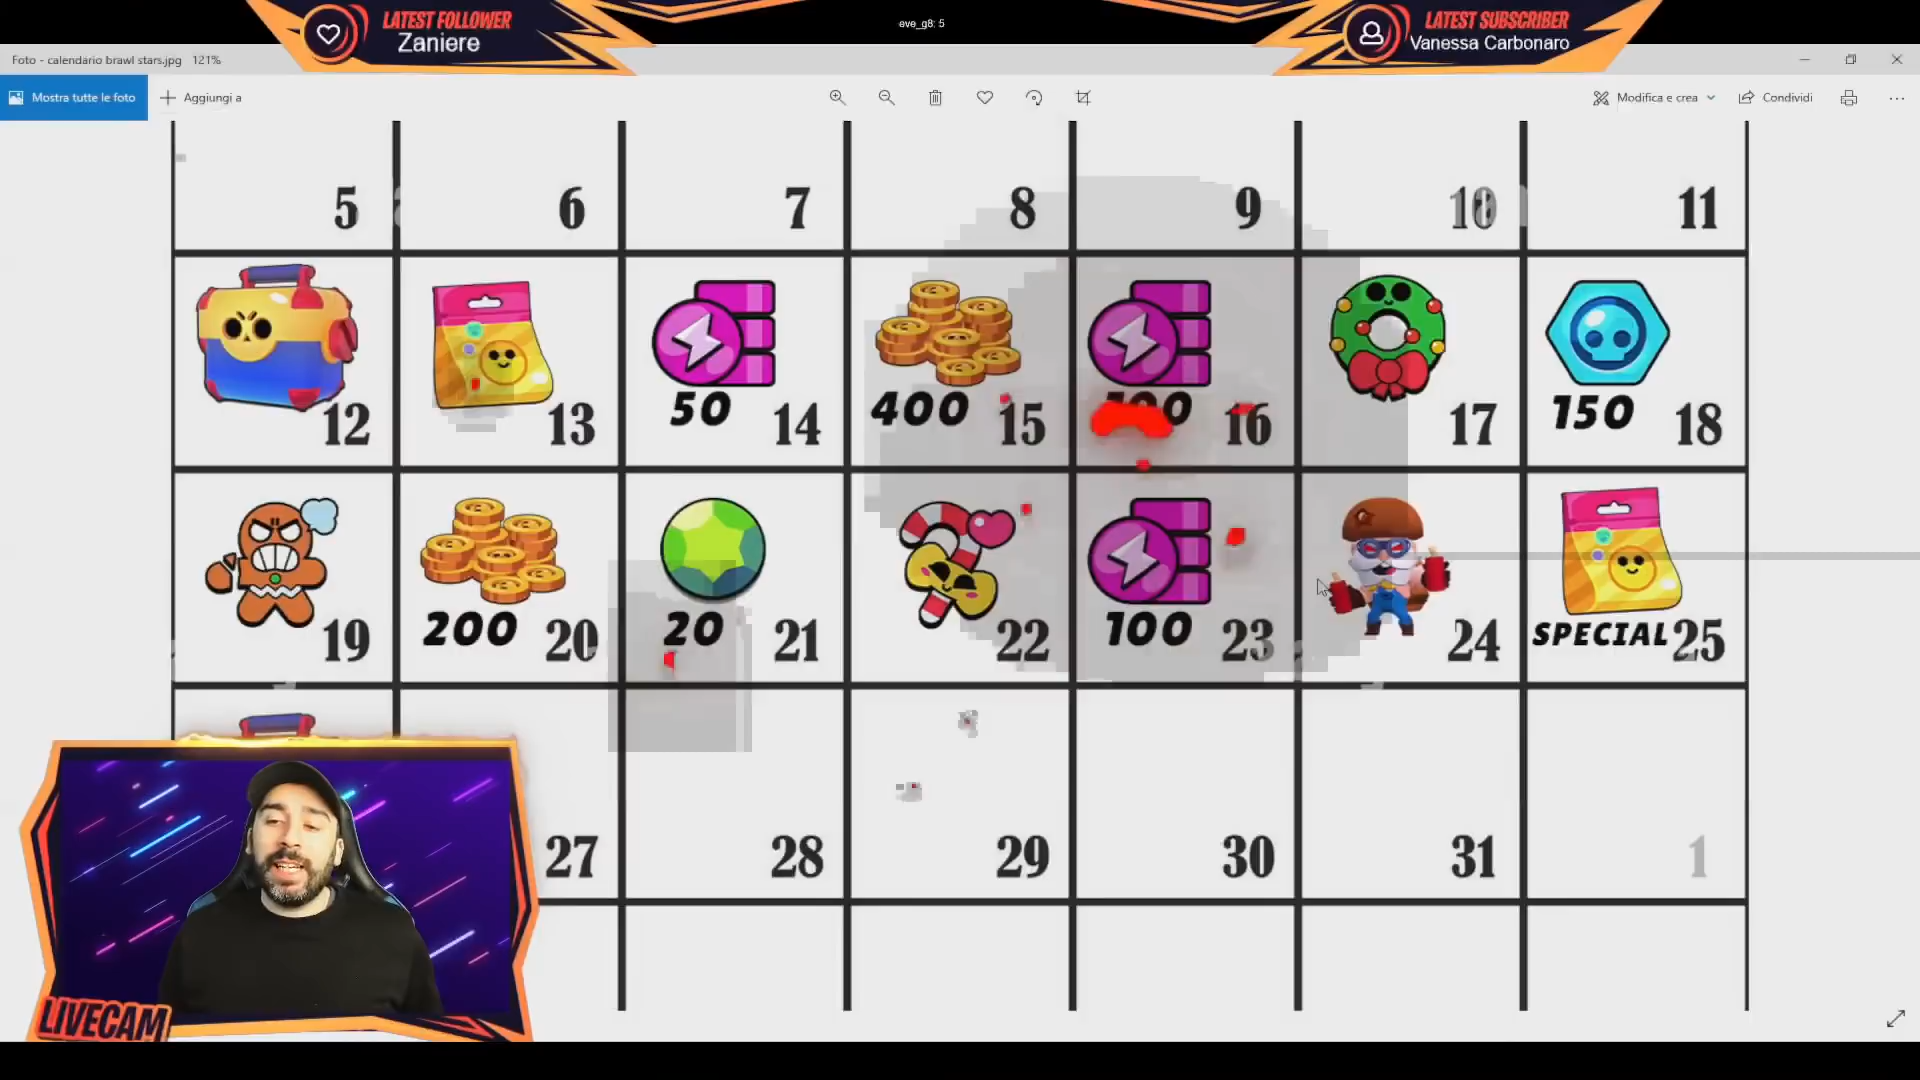 LATEST FOLLOWER
Zaniere
eve_g8: 5
LATEST SUBSCRIBER
Vanessa Carbonaro
Foto - calendario brawl stars.jpg 121%
Mostra tutte le foto
Aggiungi a
Modifica e crea
Condividi
5 6 7 8 9 10 11
12 13 50 14 400 15 16 17 150 18
19 200 20 20 21 22 100 23 24 SPECIAL 25
27 28 29 30 31 1
LIVECAM